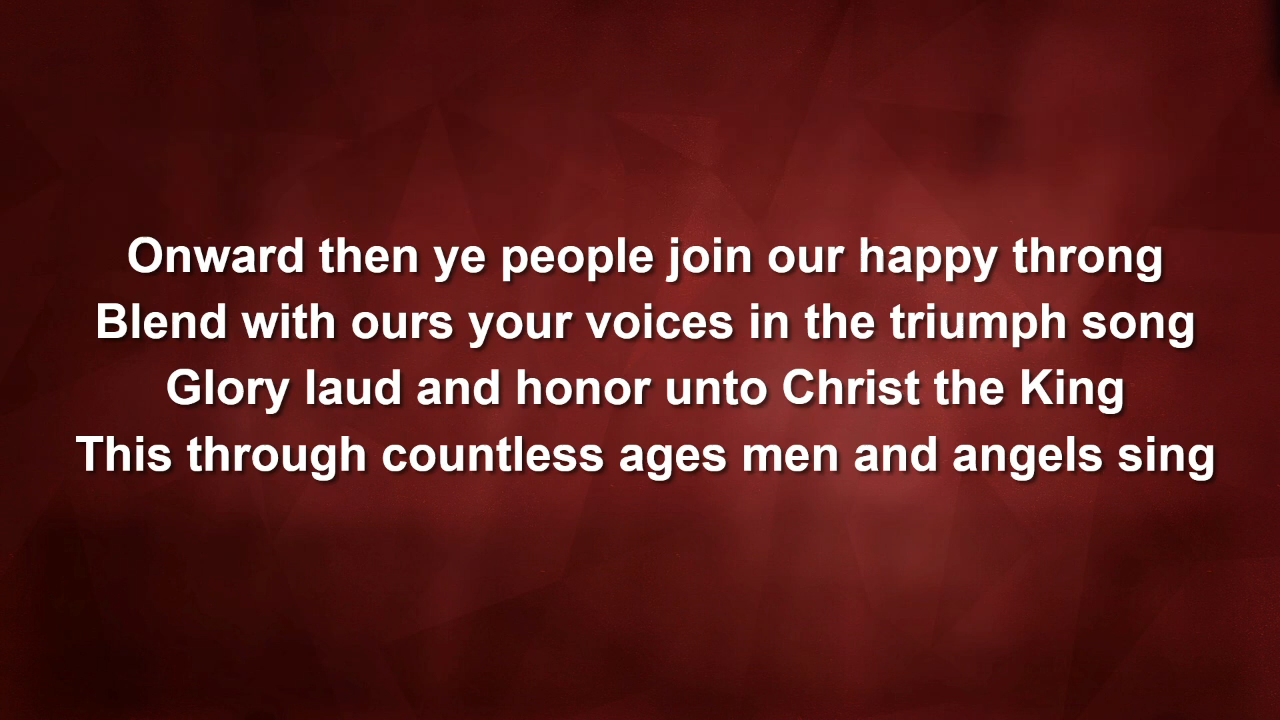 Onward then ye people join our happy throng
Blend with ours your voices in the triumph song
Glory laud and honor unto Christ the King
This through countless ages men and angels sing